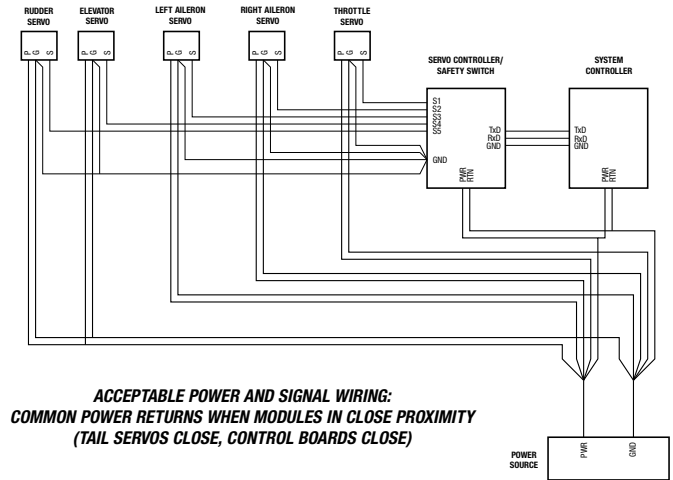 RUDDER
SERVO
ELEVATOR
SERVO
LEFT AILERON
SERVO
RIGHT AILERON
SERVO
THROTTLE
SERVO
P G S
P G S
P G S
P G S
P G S
SERVO CONTROLLER/
SAFETY SWITCH
SYSTEM
CONTROLLER
S1
S2
S3
S4
S5
GND
TxD
RxD
GND
PWR
RTN
TxD
RxD
GND
PWR
RTN
ACCEPTABLE POWER AND SIGNAL WIRING:
COMMON POWER RETURNS WHEN MODULES IN CLOSE PROXIMITY
(TAIL SERVOS CLOSE, CONTROL BOARDS CLOSE)
POWER
SOURCE
PWR
GND